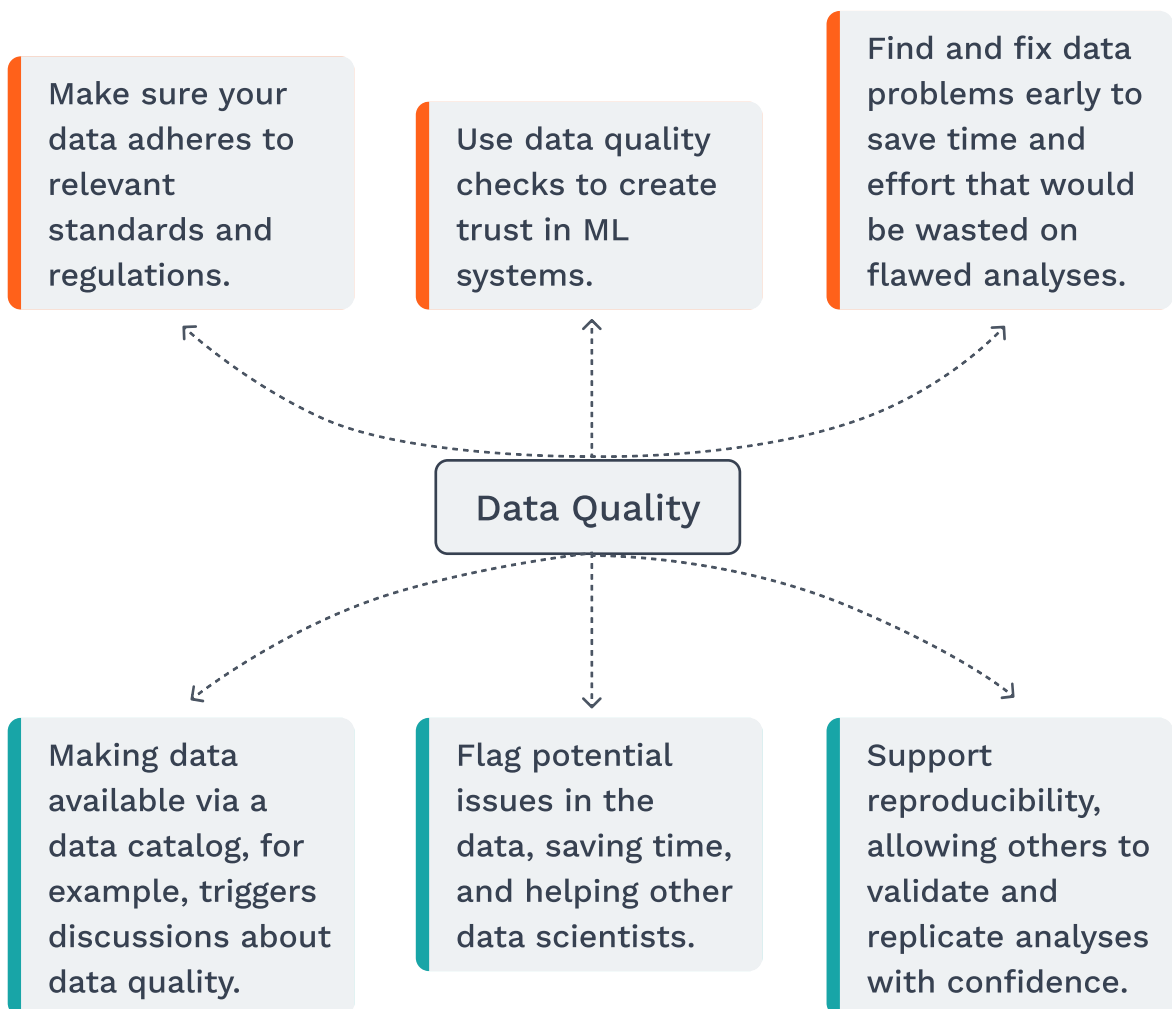 Make sure your
data adheres to
relevant
standards and
regulations.
Use data quality
checks to create
trust in ML
systems.
Find and fix data
problems early to
save time and
effort that would
be wasted on
flawed analyses.
Data Quality
Making data
available via a
data catalog, for
example, triggers
discussions about
data quality.
Flag potential
issues in the
data, saving time,
and helping other
data scientists.
Support
reproducibility,
allowing others to
validate and
replicate analyses
with confidence.